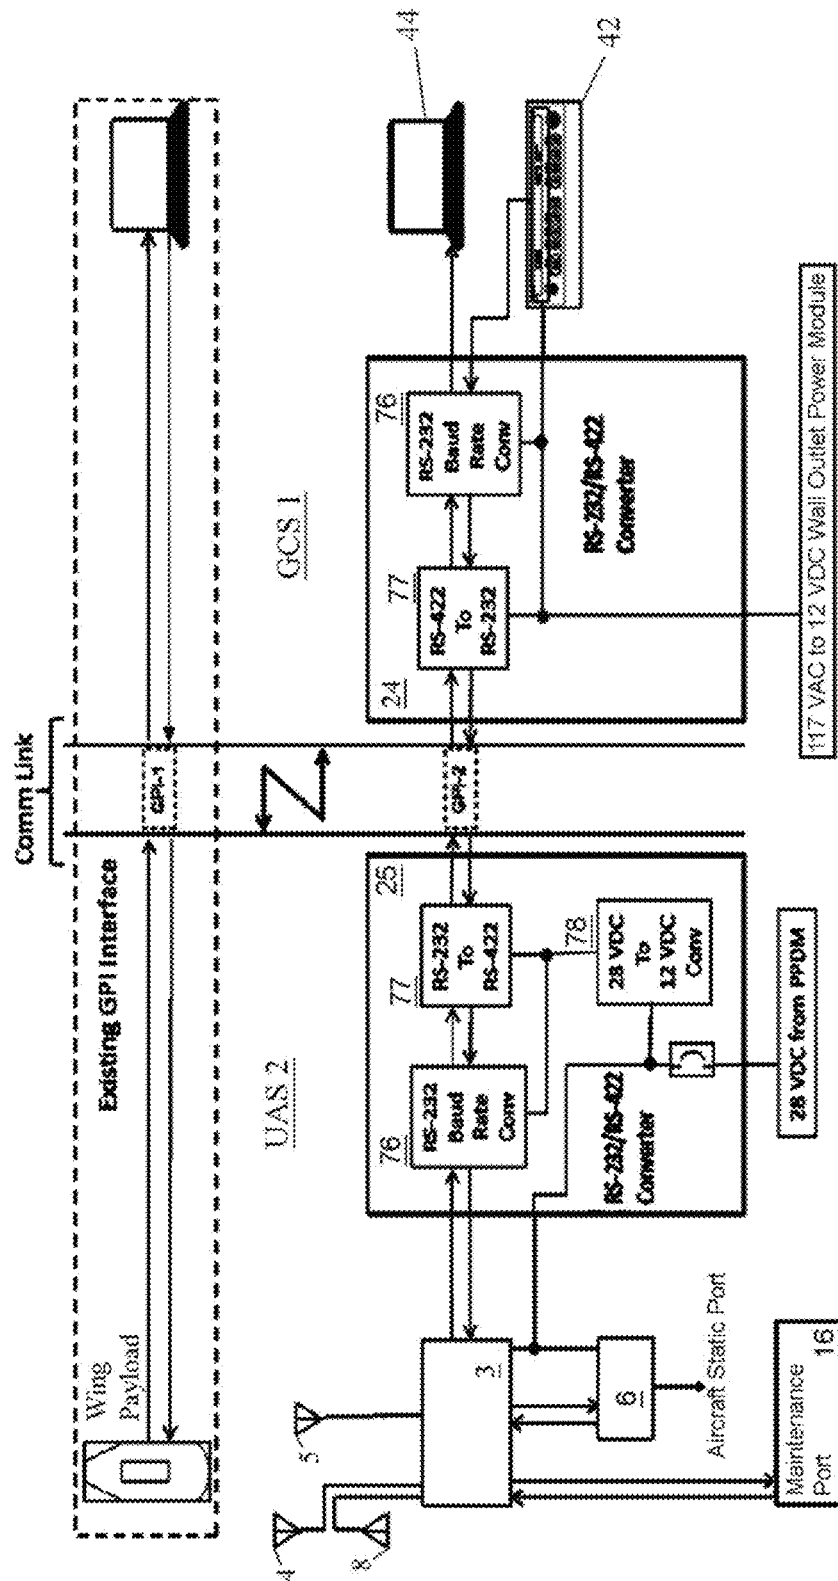 Comm Link
Existing GPI Interface
Wing
Payload
GPI-1
UAS 2
GCS 1
4
8
5
3
6
Aircraft Static Port
Maintenance
Port
16
76
RS-232
Baud
Rate
Conv
77
RS-232
To
RS-422
25
78
28 VDC
To
12 VDC
Conv
RS-232/RS-422
Converter
28 VDC from PPDM
GPI-2
24
77
RS-422
To
RS-232
76
RS-232
Baud
Rate
Conv
RS-232/RS-422
Converter
117 VAC to 12 VDC Wall Outlet Power Module
44
42